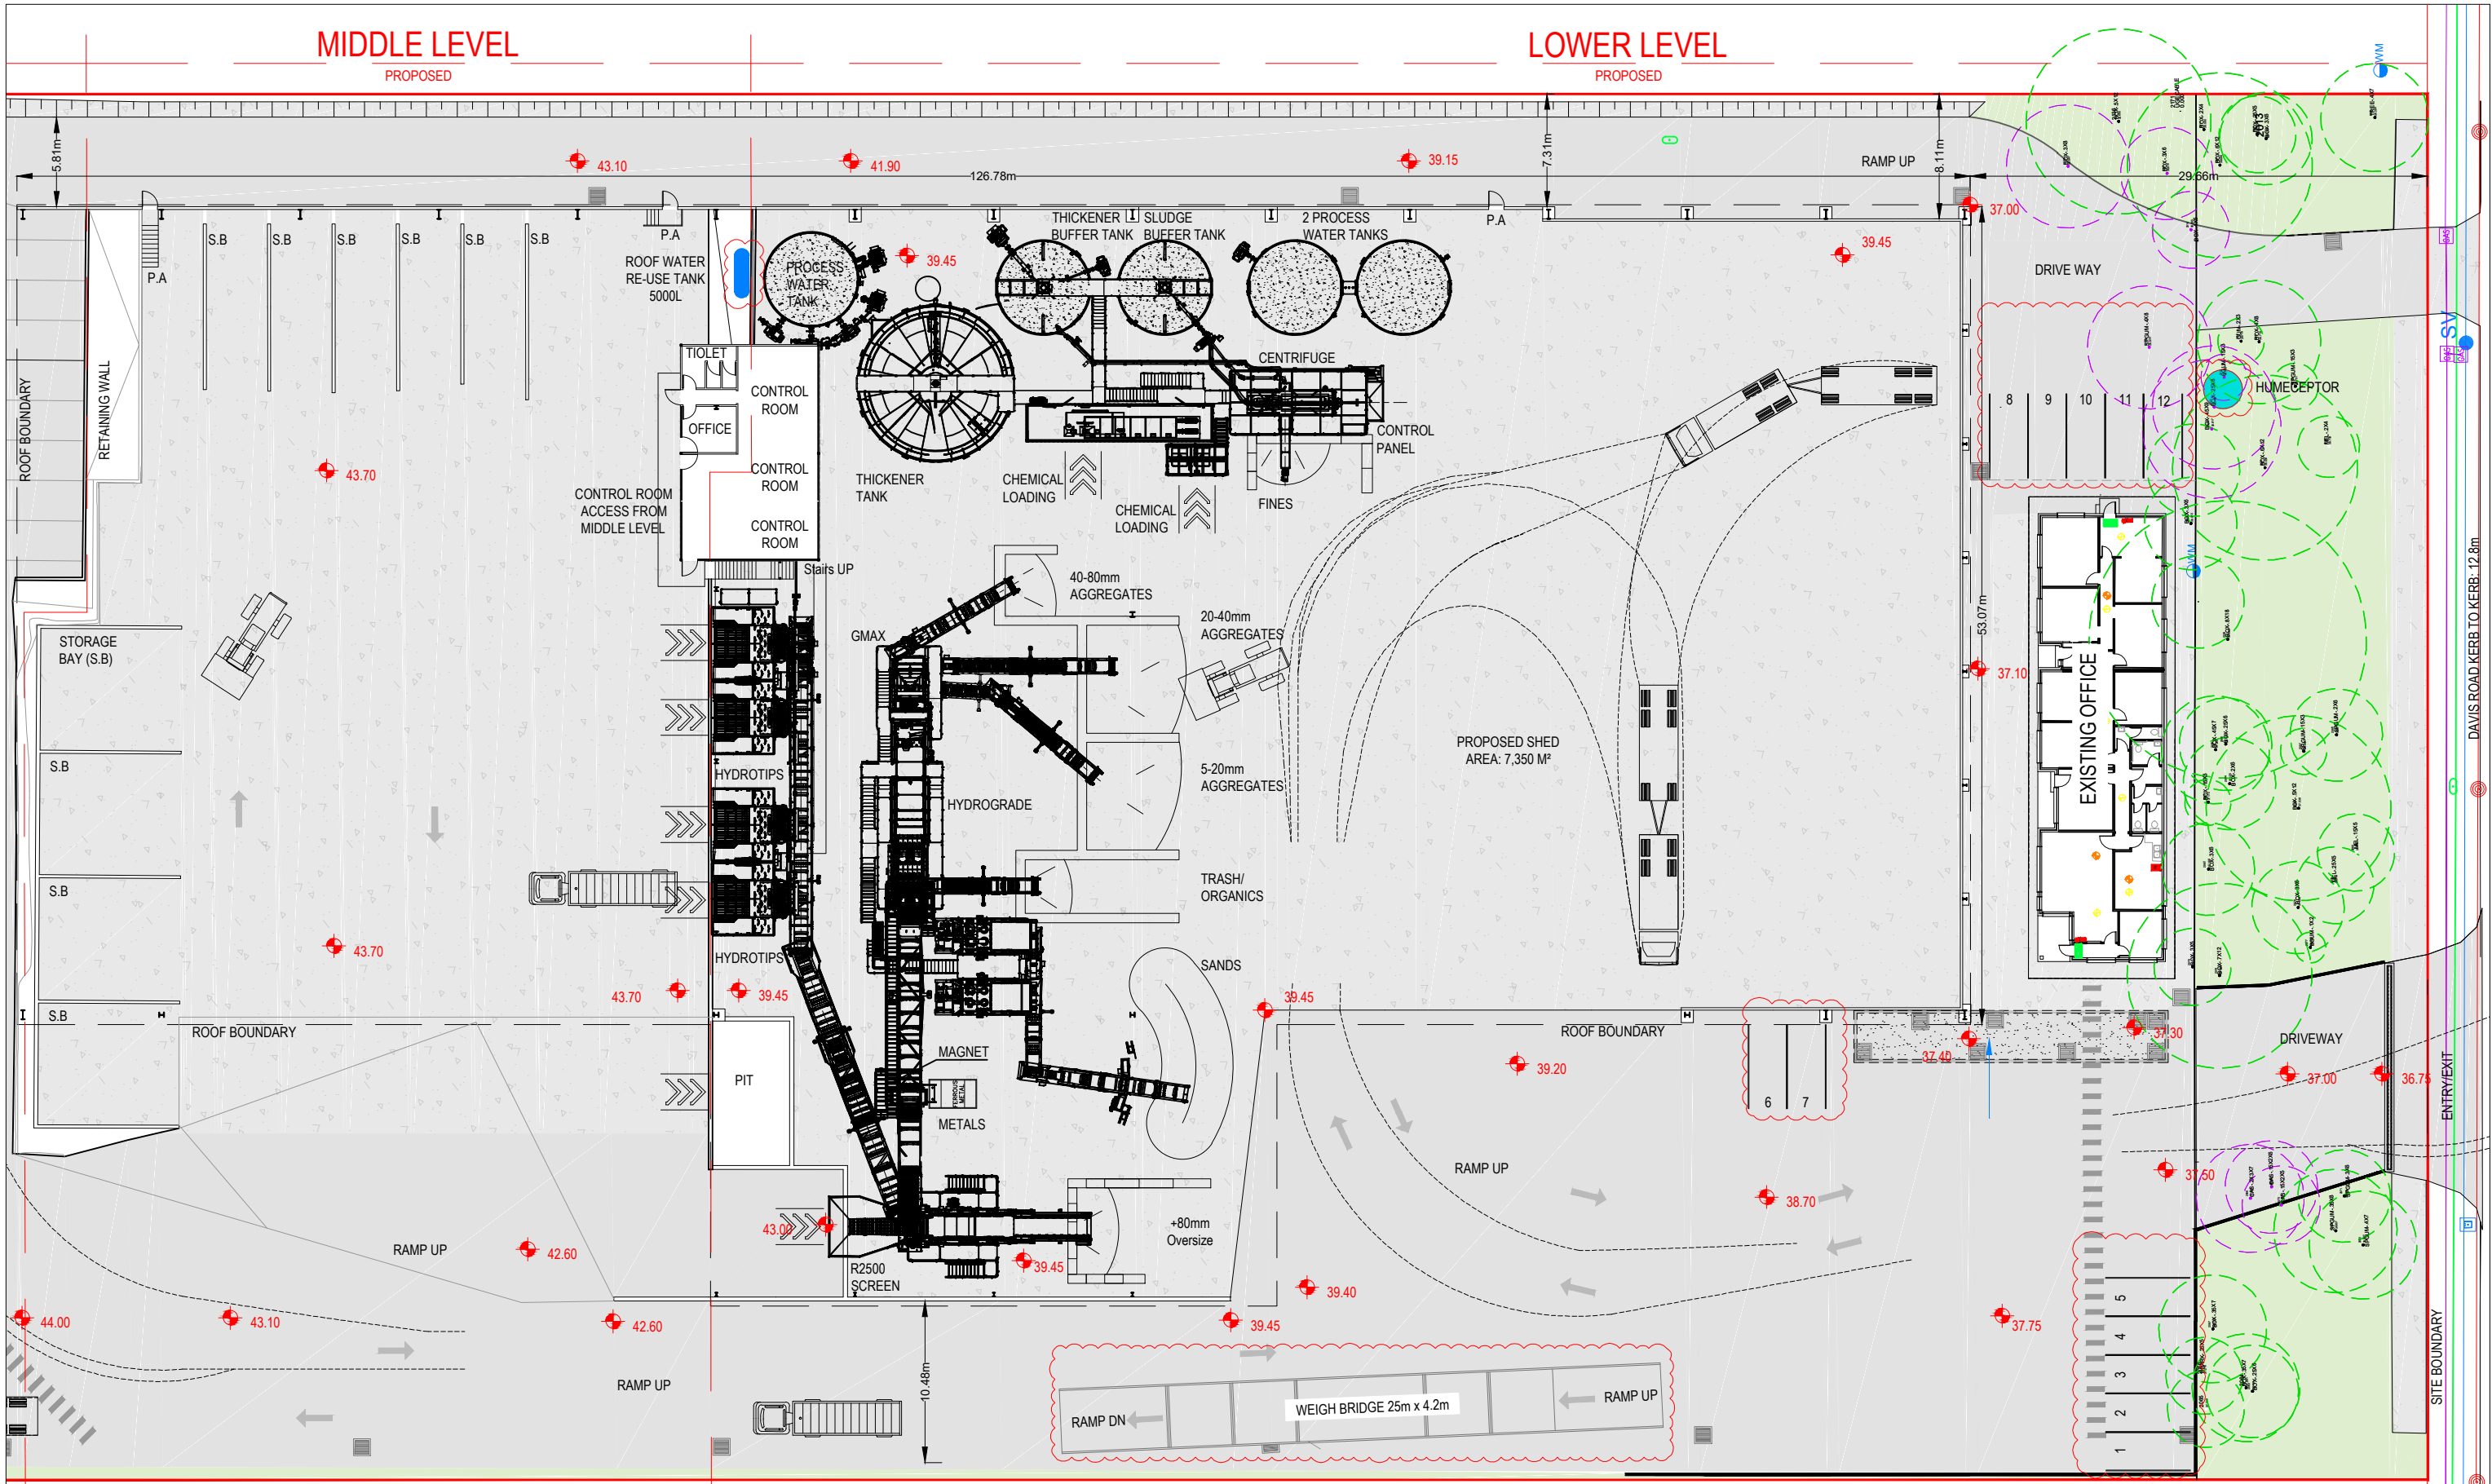 MIDDLE LEVEL
PROPOSED
LOWER LEVEL
PROPOSED
WM
5.81m
43.10
41.90
39.15
7.31m
8.11m
RAMP UP
126.78m
29.66m
37.00
P.A
S.B
S.B
S.B
S.B
S.B
S.B
P.A
P.A
THICKENER
BUFFER TANK
SLUDGE
BUFFER TANK
2 PROCESS
WATER TANKS
ROOF WATER
RE-USE TANK
5000L
PROCESS
WATER
TANK
39.45
39.45
DRIVE WAY
GAS
SV
GAS
GAS
ROOF BOUNDARY
RETAINING WALL
TIOLET
CONTROL
ROOM
OFFICE
CONTROL
ROOM
CONTROL
ROOM
CONTROL ROOM
ACCESS FROM
MIDDLE LEVEL
43.70
THICKENER
TANK
CENTRIFUGE
CONTROL
PANEL
CHEMICAL
LOADING
CHEMICAL
LOADING
FINES
8
9
10
11
12
HUMECEPTOR
WM
Stairs UP
40-80mm
AGGREGATES
20-40mm
AGGREGATES
GMAX
STORAGE
BAY (S.B)
S.B
S.B
S.B
HYDROTIPS
HYDROGRADE
5-20mm
AGGREGATES
PROPOSED SHED
AREA: 7,350 M²
53.07m
37.10
EXISTING OFFICE
DAVIS ROAD KERB TO KERB: 12.8m
TRASH/
ORGANICS
43.70
HYDROTIPS
SANDS
43.70
39.45
39.45
ROOF BOUNDARY
ROOF BOUNDARY
37.40
37.30
DRIVEWAY
39.20
37.00
36.75
ENTRY/EXIT
MAGNET
PIT
FERROUS
METAL
METALS
6
7
RAMP UP
37.50
38.70
43.00
+80mm
Oversize
RAMP UP
42.60
R2500
SCREEN
39.45
39.40
44.00
43.10
42.60
39.45
37.75
5
4
3
2
1
SITE BOUNDARY
10.48m
RAMP UP
RAMP DN
WEIGH BRIDGE 25m x 4.2m
RAMP UP